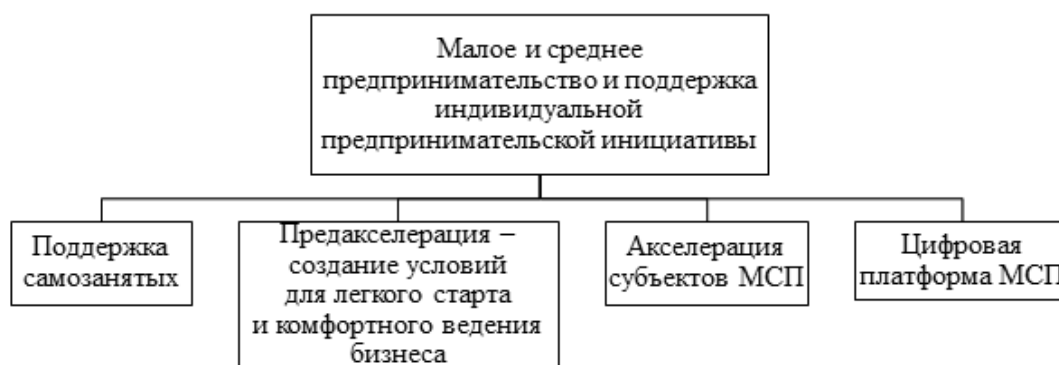 Малое и среднее
предпринимательство и поддержка
индивидуальной
предпринимательской инициативы
Поддержка
самозанятых
Предакселерация –
создание условий
для легкого старта
и комфортного ведения
бизнеса
Акселерация
субъектов МСП
Цифровая
платформа МСП